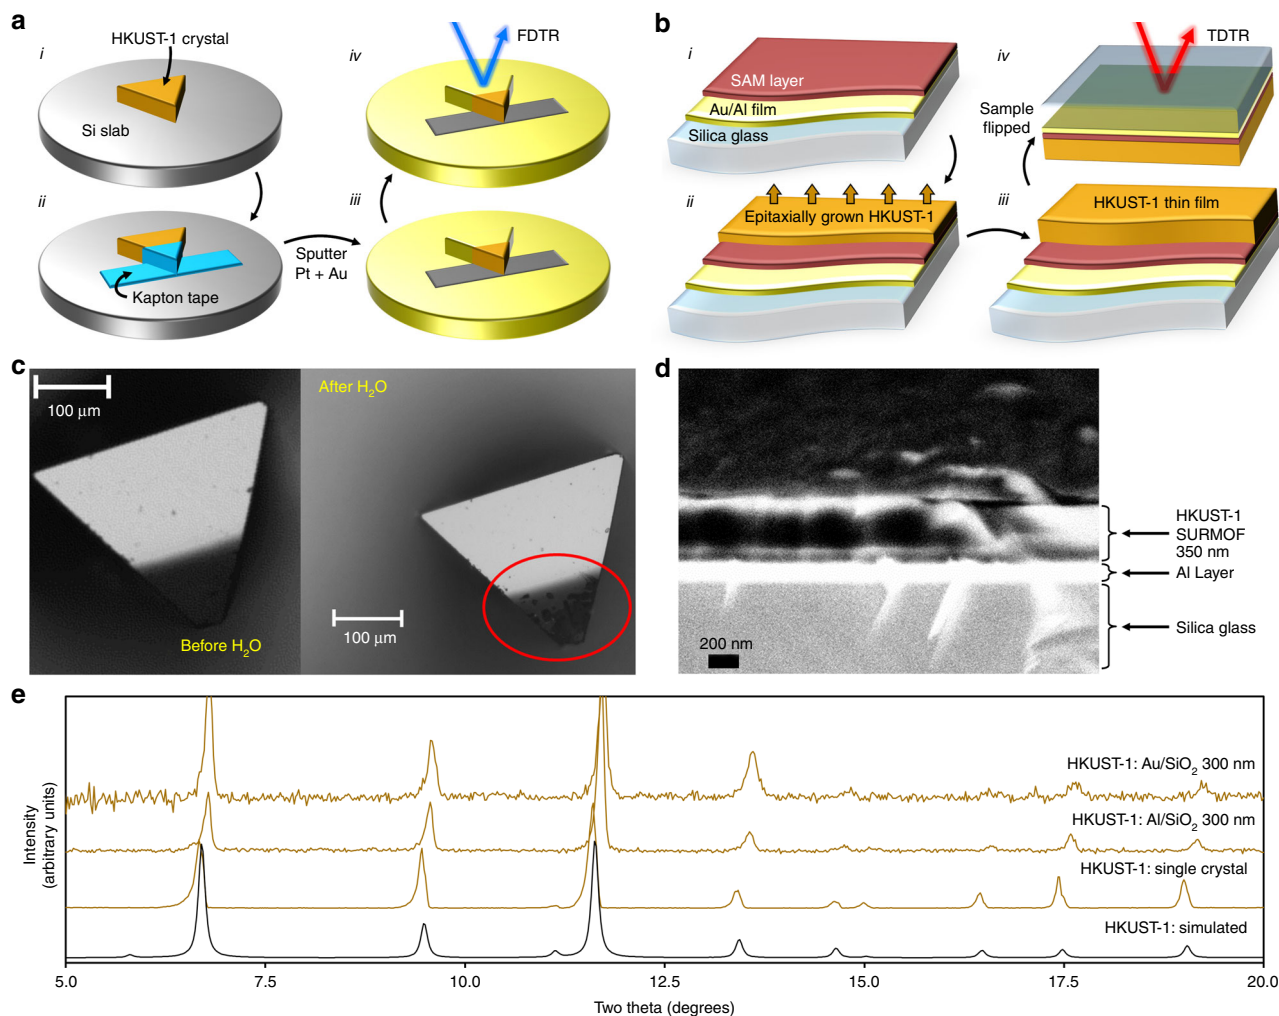 a
HKUST-1 crystal
i
Si slab
ii
Kapton tape
Sputter
Pt + Au
iii
iv
FDTR
b
i
SAM layer
Au/Al film
Silica glass
ii
Epitaxially grown HKUST-1
iii
HKUST-1 thin film
Sample
flipped
iv
TDTR
c
100 μm
Before H₂O
After H₂O
100 μm
d
HKUST-1
SURMOF
350 nm
Al Layer
Silica glass
200 nm
e
Intensity
(arbitrary units)
HKUST-1: Au/SiO₂ 300 nm
HKUST-1: Al/SiO₂ 300 nm
HKUST-1: single crystal
HKUST-1: simulated
5.0 7.5 10.0 12.5 15.0 17.5 20.0
Two theta (degrees)